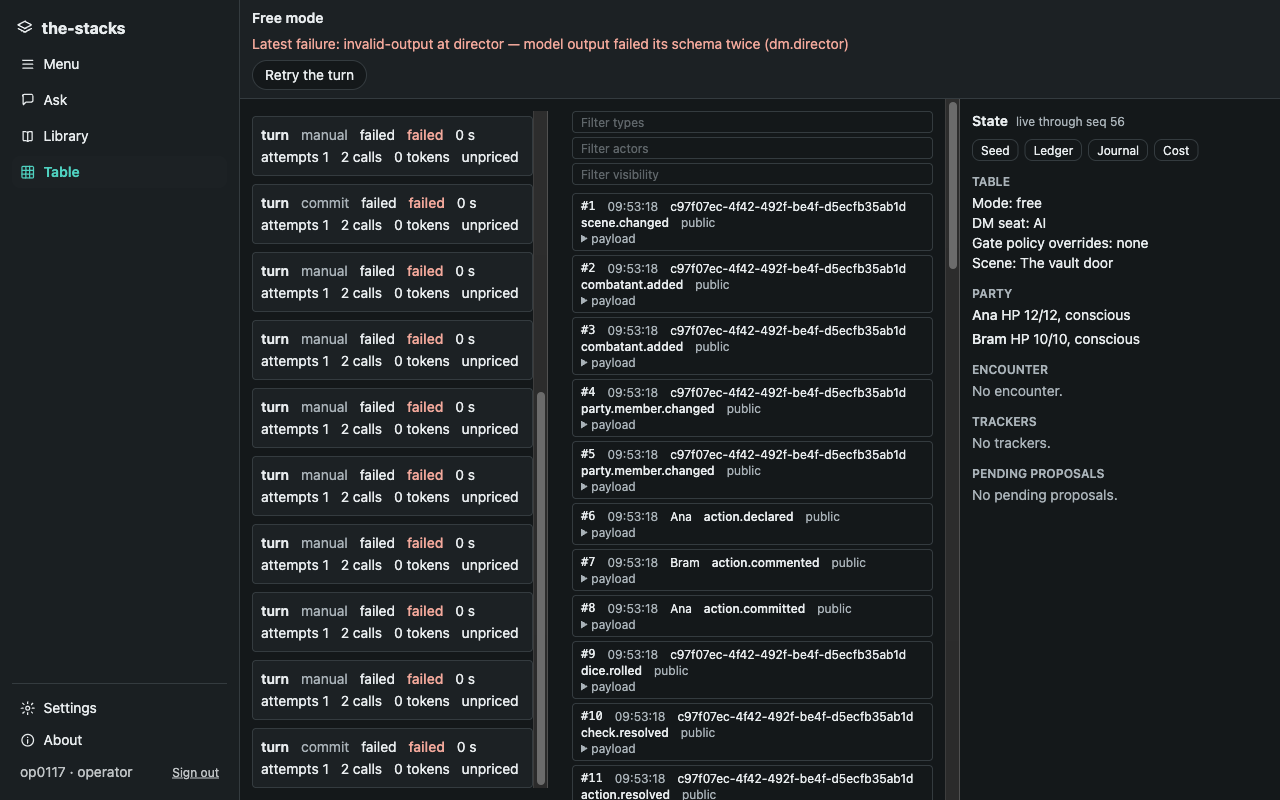 the-stacks
Menu
Ask
Library
Table
Settings
About
op0117 · operator
Sign out
Free mode
Latest failure: invalid-output at director — model output failed its schema twice (dm.director)
Retry the turn
turn manual failed failed 0 s
attempts 1 2 calls 0 tokens unpriced
turn commit failed failed 0 s
attempts 1 2 calls 0 tokens unpriced
turn manual failed failed 0 s
attempts 1 2 calls 0 tokens unpriced
turn manual failed failed 0 s
attempts 1 2 calls 0 tokens unpriced
turn manual failed failed 0 s
attempts 1 2 calls 0 tokens unpriced
turn manual failed failed 0 s
attempts 1 2 calls 0 tokens unpriced
turn manual failed failed 0 s
attempts 1 2 calls 0 tokens unpriced
turn manual failed failed 0 s
attempts 1 2 calls 0 tokens unpriced
turn manual failed failed 0 s
attempts 1 2 calls 0 tokens unpriced
turn commit failed failed 0 s
attempts 1 2 calls 0 tokens unpriced
Filter types
Filter actors
Filter visibility
#1 09:53:18 c97f07ec-4f42-492f-be4f-d5ecfb35ab1d
scene.changed public
payload
#2 09:53:18 c97f07ec-4f42-492f-be4f-d5ecfb35ab1d
combatant.added public
payload
#3 09:53:18 c97f07ec-4f42-492f-be4f-d5ecfb35ab1d
combatant.added public
payload
#4 09:53:18 c97f07ec-4f42-492f-be4f-d5ecfb35ab1d
party.member.changed public
payload
#5 09:53:18 c97f07ec-4f42-492f-be4f-d5ecfb35ab1d
party.member.changed public
payload
#6 09:53:18 Ana action.declared public
payload
#7 09:53:18 Bram action.commented public
payload
#8 09:53:18 Ana action.committed public
payload
#9 09:53:18 c97f07ec-4f42-492f-be4f-d5ecfb35ab1d
dice.rolled public
payload
#10 09:53:18 c97f07ec-4f42-492f-be4f-d5ecfb35ab1d
check.resolved public
payload
#11 09:53:18 c97f07ec-4f42-492f-be4f-d5ecfb35ab1d
action.resolved public
State live through seq 56
Seed Ledger Journal Cost
TABLE
Mode: free
DM seat: AI
Gate policy overrides: none
Scene: The vault door
PARTY
Ana HP 12/12, conscious
Bram HP 10/10, conscious
ENCOUNTER
No encounter.
TRACKERS
No trackers.
PENDING PROPOSALS
No pending proposals.